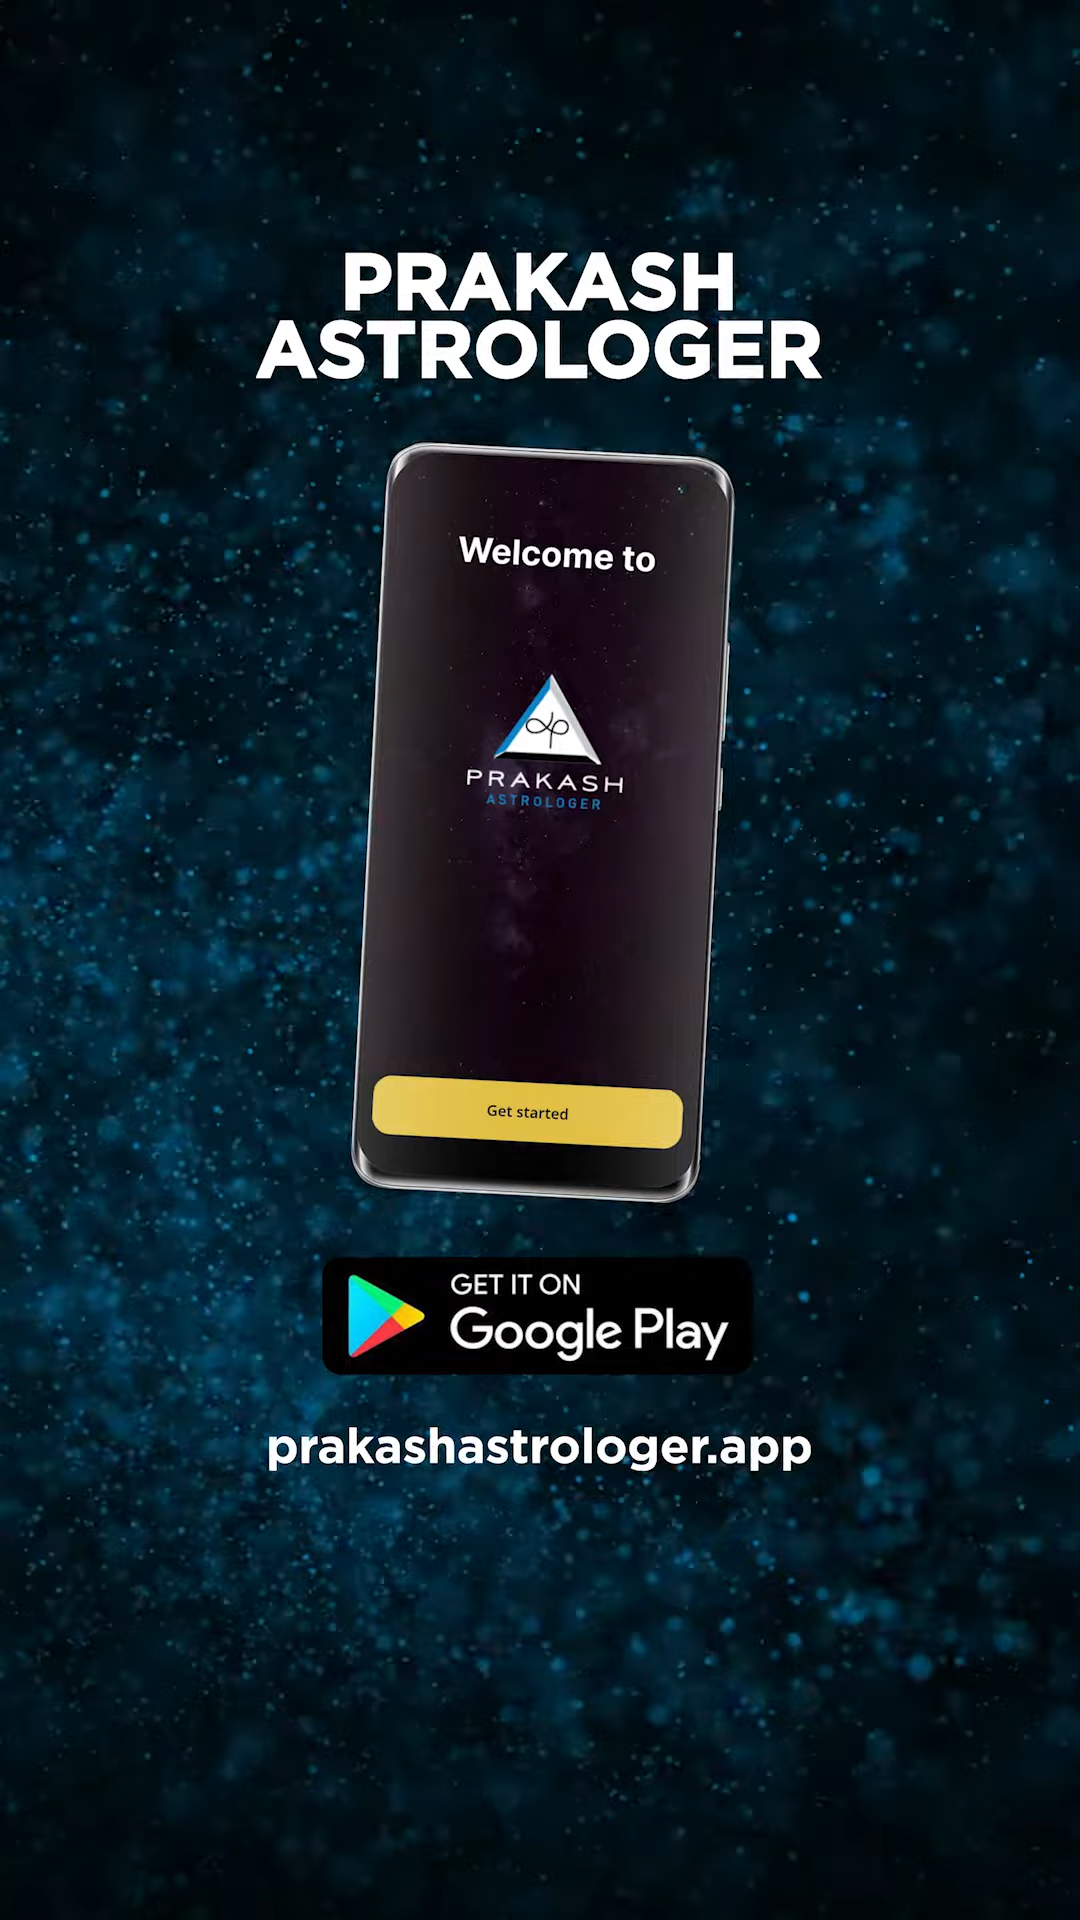 PRAKASH
ASTROLOGER
Welcome to
PRAKASH
ASTROLOGER
Get started
GET IT ON
Google Play
prakashastrologer.app